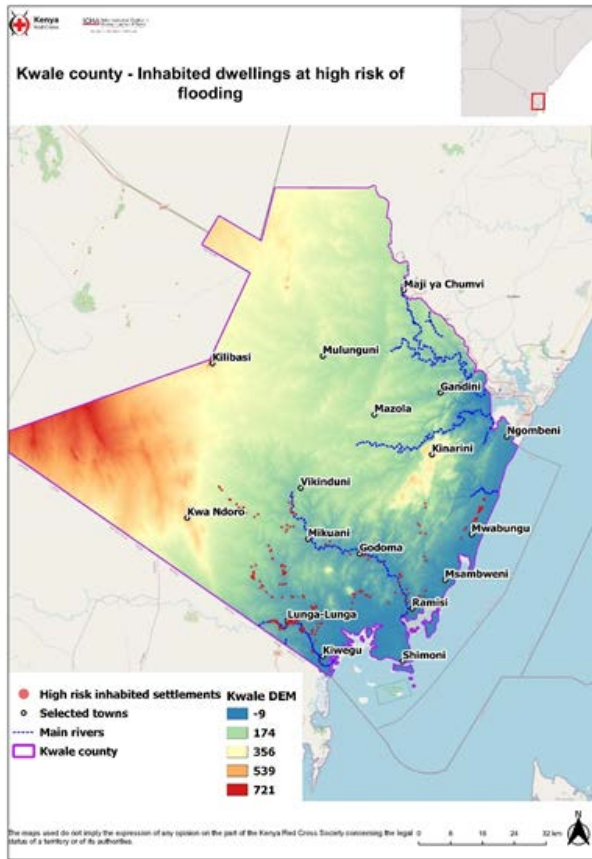 Kenya
Red Cross
ICHA
Kwale county - Inhabited dwellings at high risk of
flooding
Maji ya Chumvi
Kilibasi
Mulunguni
Gandini
Mazola
Ngombeni
Kinarini
Vikinduni
Kwa Ndoro
Mwabungu
Mikuani
Godoma
Msambweni
Ramisi
Lunga-Lunga
Kiwegu
Shimoni
High risk inhabited settlements
Selected towns
Main rivers
Kwale county
Kwale DEM
-9
174
356
539
721
N
The maps used do not imply the expression of any opinion on the part of the Kenya Red Cross Society concerning the legal
status of a territory or of its authorities.
0 8 16 32 km